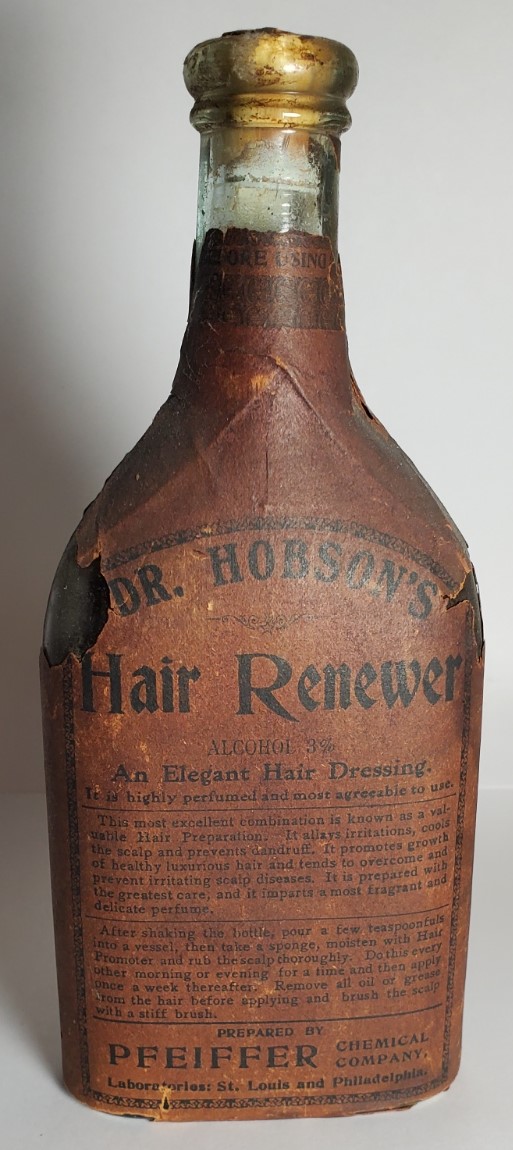 USING
DR. HOBSON'S
Hair Renewer
ALCOHOL 3%
An Elegant Hair Dressing.
It is highly perfumed and most agreeable to use.
This most excellent combination is known as a val-
uable Hair Preparation. It allays irritations, cools
the scalp and prevents dandruff. It promotes growth
of healthy luxurious hair and tends to overcome and
prevent irritating scalp diseases. It is prepared with
the greatest care, and it imparts a most fragrant and
delicate perfume.
After shaking the bottle, pour a few teaspoonfuls
into a vessel, then take a sponge, moisten with Hair
Promoter and rub the scalp thoroughly. Do this every
other morning or evening for a time and then apply
once a week thereafter. Remove all oil or grease
from the hair before applying and brush the scalp
with a stiff brush.
PREPARED BY
PFEIFFER CHEMICAL COMPANY.
Laboratories: St. Louis and Philadelphia.